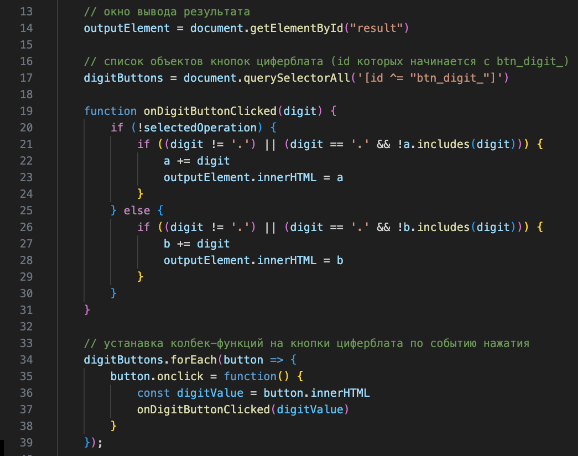 13 // окно вывода результата
14 outputElement = document.getElementById("result")
15
16 // список объектов кнопок циферблата (id которых начинается с btn_digit_)
17 digitButtons = document.querySelectorAll('[id ^= "btn_digit_"]')
18
19 function onDigitButtonClicked(digit) {
20 if (!selectedOperation) {
21 if ((digit != '.') || (digit == '.' && !a.includes(digit))) {
22 a += digit
23 outputElement.innerHTML = a
24 }
25 } else {
26 if ((digit != '.') || (digit == '.' && !b.includes(digit))) {
27 b += digit
28 outputElement.innerHTML = b
29 }
30 }
31 }
32
33 // устанавка колбек-функций на кнопки циферблата по событию нажатия
34 digitButtons.forEach(button => {
35 button.onclick = function() {
36 const digitValue = button.innerHTML
37 onDigitButtonClicked(digitValue)
38 }
39 });